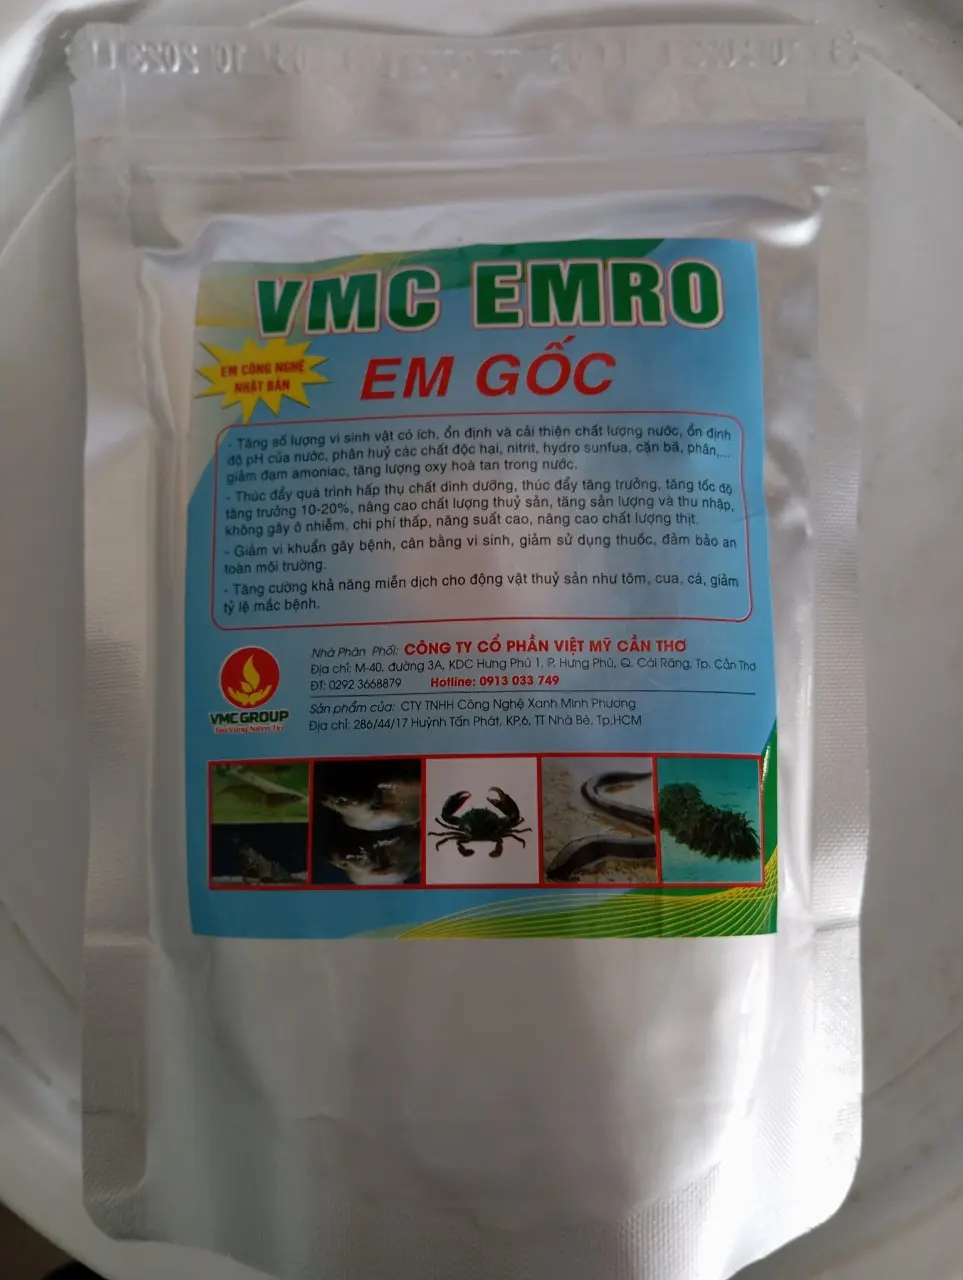 VMC EMRO
EM CÔNG NGHỆ
NHẬT BẢN
EM GỐC
- Tăng số lượng vi sinh vật có ích, ổn định và cải thiện chất lượng nước, ổn định
độ pH của nước, phân huỷ các chất độc hại, nitrit, hydro sunfua, cặn bã, phân,...
giảm đạm amoniac, tăng lượng oxy hoà tan trong nước.
- Thúc đẩy quá trình hấp thụ chất dinh dưỡng, thúc đẩy tăng trưởng, tăng tốc độ
tăng trưởng 10-20%, nâng cao chất lượng thuỷ sản, tăng sản lượng và thu nhập,
không gây ô nhiễm, chi phí thấp, năng suất cao, nâng cao chất lượng thịt.
- Giảm vi khuẩn gây bệnh, cân bằng vi sinh, giảm sử dụng thuốc, đảm bảo an
toàn môi trường.
- Tăng cường khả năng miễn dịch cho động vật thuỷ sản như tôm, cua, cá, giảm
tỷ lệ mắc bệnh.
Nhà Phân Phối: CÔNG TY CỔ PHẦN VIỆT MỸ CẦN THƠ
Địa chỉ: M-40, đường 3A, KDC Hưng Phú 1, P. Hưng Phú, Q. Cái Răng, Tp. Cần Thơ
ĐT: 0292 3668879 Hotline: 0913 033 749
Sản phẩm của: CTY TNHH Công Nghệ Xanh Minh Phương
Địa chỉ: 286/44/17 Huỳnh Tấn Phát, KP.6, TT Nhà Bè, Tp.HCM
VMC GROUP